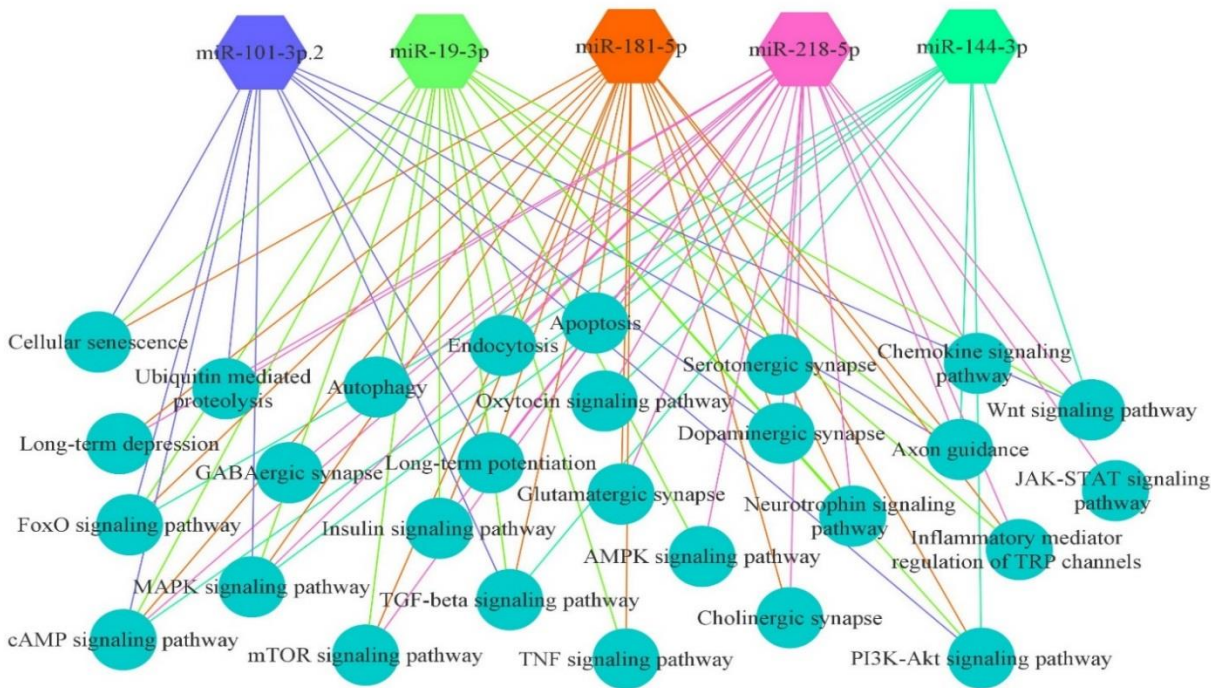 miR-101-3p.2
miR-19-3p
miR-181-5p
miR-218-5p
miR-144-3p
Cellular senescence
Endocytosis
Apoptosis
Serotonergic synapse
Chemokine signaling
pathway
Ubiquitin mediated
proteolysis
Autophagy
Oxytocin signaling pathway
Wnt signaling pathway
Long-term depression
Dopaminergic synapse
Axon guidance
GABAergic synapse
Long-term potentiation
Glutamatergic synapse
JAK-STAT signaling
pathway
FoxO signaling pathway
Insulin signaling pathway
Neurotrophin signaling
pathway
Inflammatory mediator
regulation of TRP channels
MAPK signaling pathway
TGF-beta signaling pathway
AMPK signaling pathway
cAMP signaling pathway
mTOR signaling pathway
TNF signaling pathway
Cholinergic synapse
PI3K-Akt signaling pathway